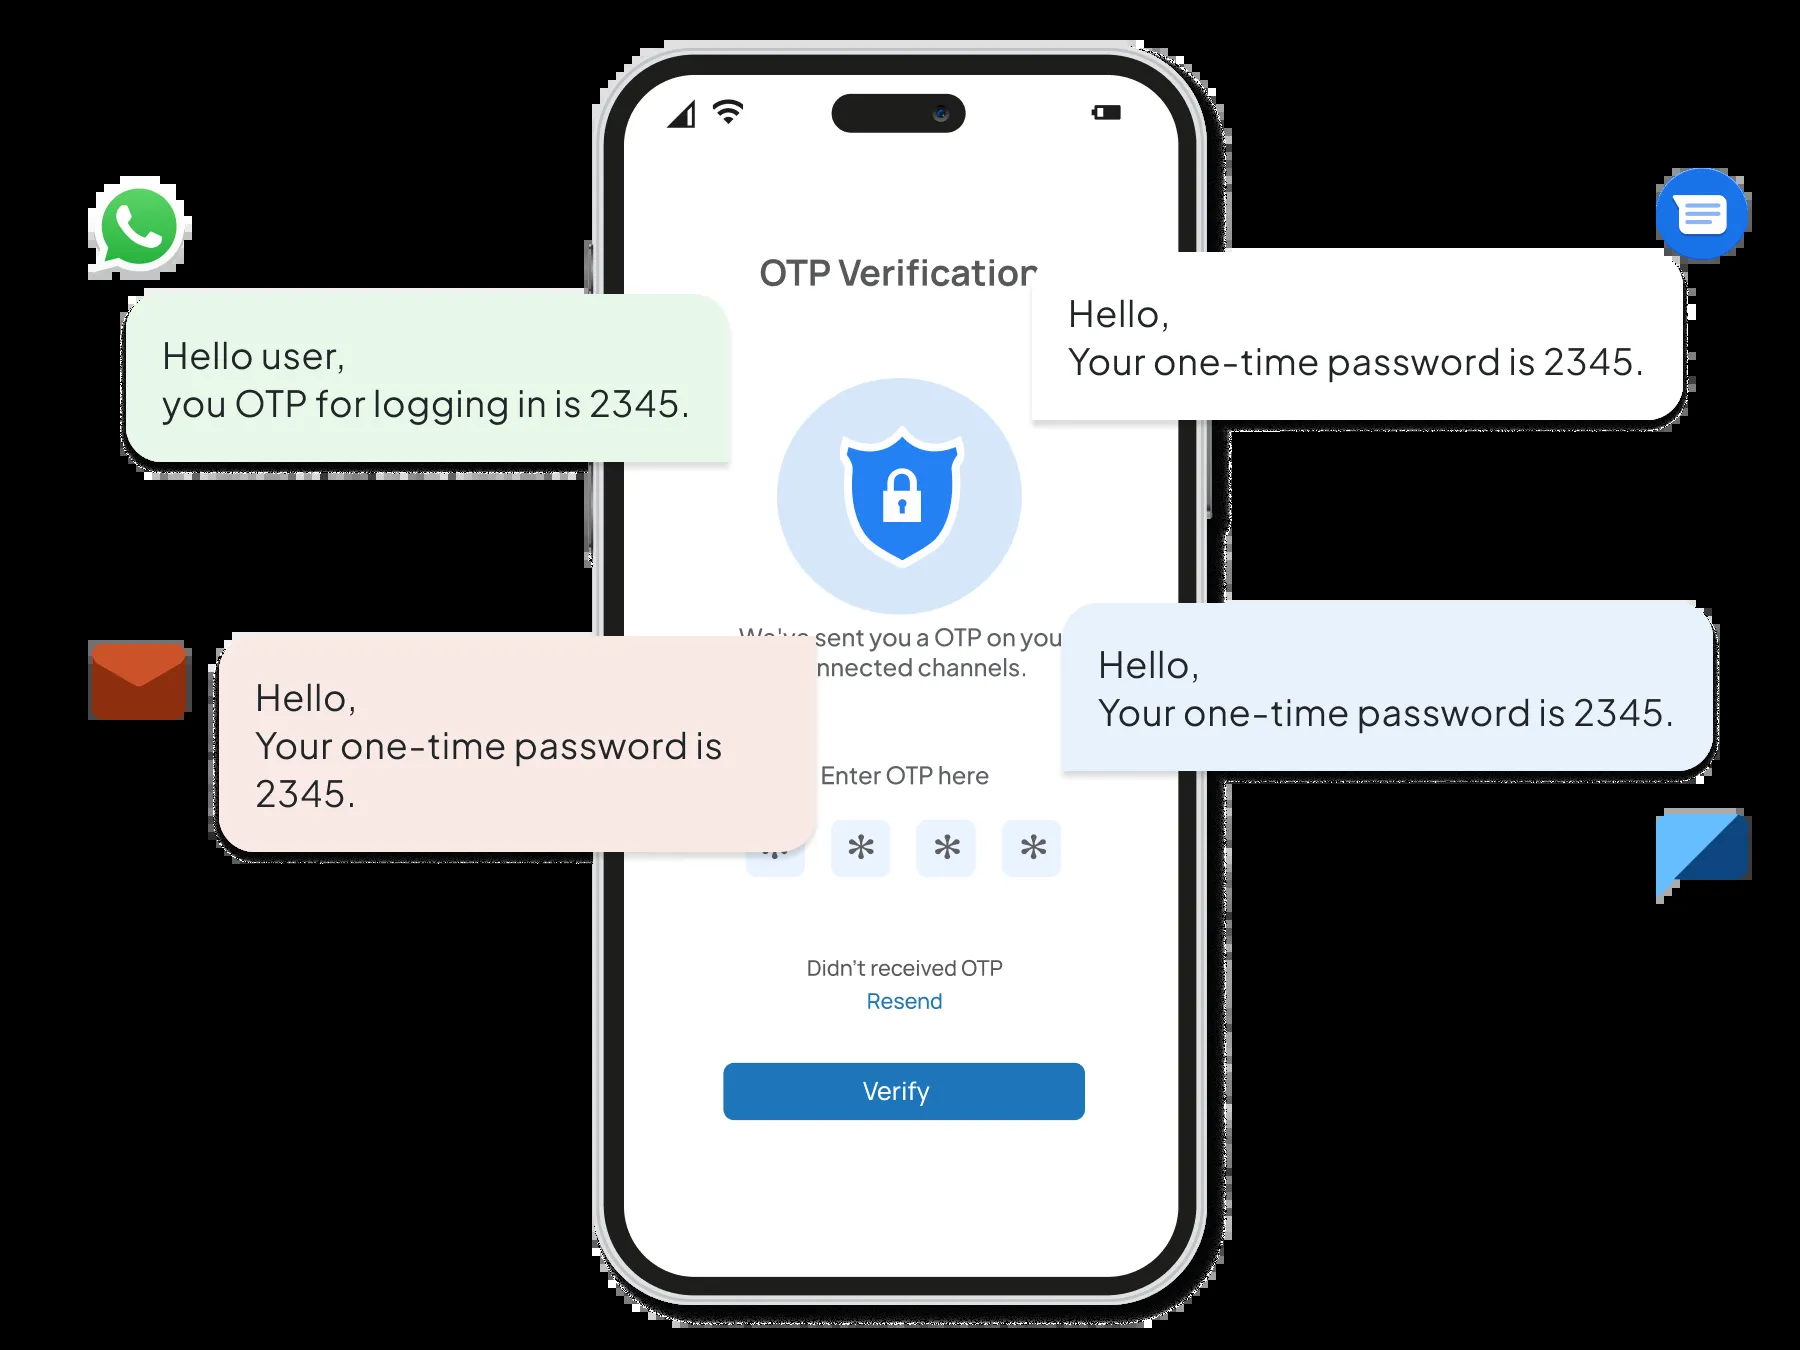 OTP Verification
Hello user,
you OTP for logging in is 2345.
Hello,
Your one-time password is 2345.
sent you a OTP on you
channels.
Hello,
Your one-time password is
2345.
Hello,
Your one-time password is 2345.
Enter OTP here
* * * *
Didn't received OTP
Resend
Verify